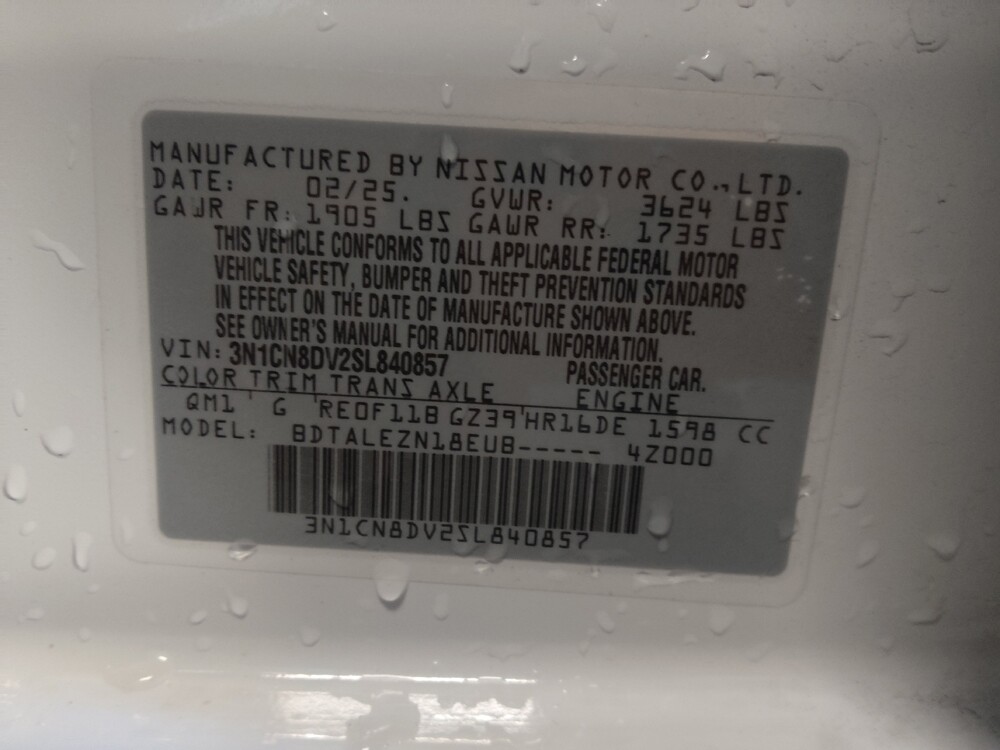 MANUFACTURED BY NISSAN MOTOR CO., LTD.
DATE: 02/25. GVWR: 3624 LBS
GAWR FR: 1905 LBS GAWR RR: 1735 LBS
THIS VEHICLE CONFORMS TO ALL APPLICABLE FEDERAL MOTOR
VEHICLE SAFETY, BUMPER AND THEFT PREVENTION STANDARDS
IN EFFECT ON THE DATE OF MANUFACTURE SHOWN ABOVE.
SEE OWNER'S MANUAL FOR ADDITIONAL INFORMATION.
VIN: 3N1CN8DV2SL840857 PASSENGER CAR.
COLOR TRIM TRANS AXLE ENGINE
QM1 G RE0F11B GZ39 HR16DE 1598 CC
MODEL: BDTALEZN18EUB----- 4Z000
3N1CN8DV2SL840857